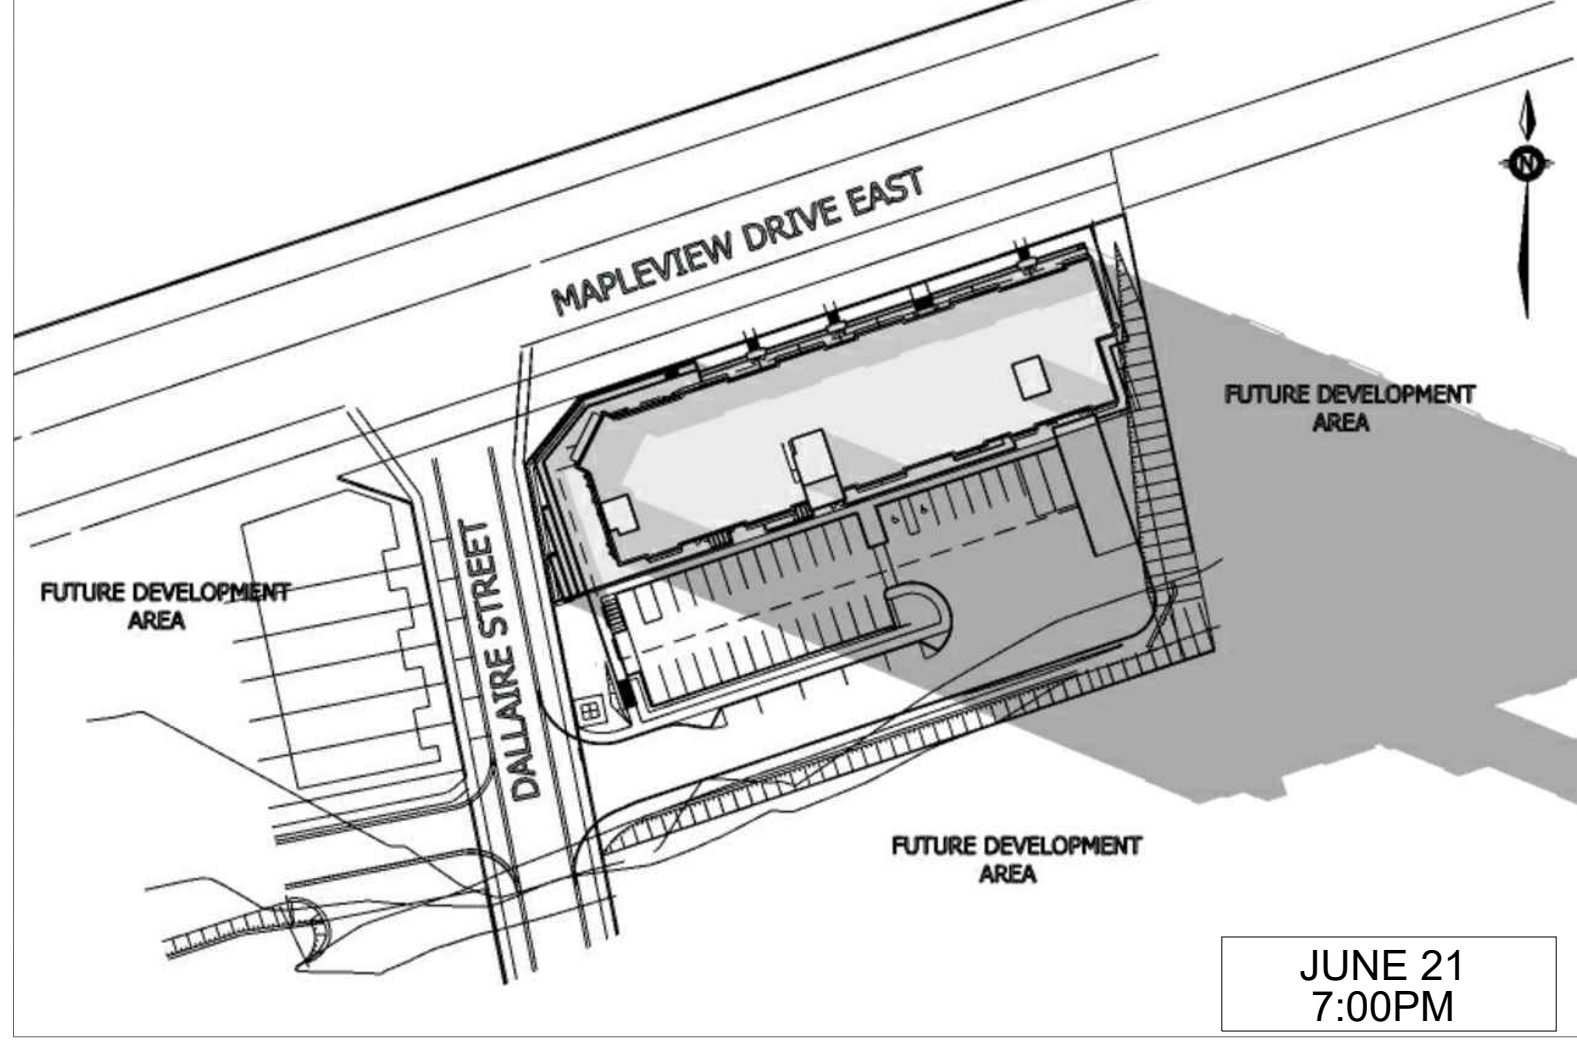 N
MAPLEVIEW DRIVE EAST
FUTURE DEVELOPMENT
AREA
FUTURE DEVELOPMENT
AREA
DALLAIRE STREET
FUTURE DEVELOPMENT
AREA
JUNE 21
7:00PM